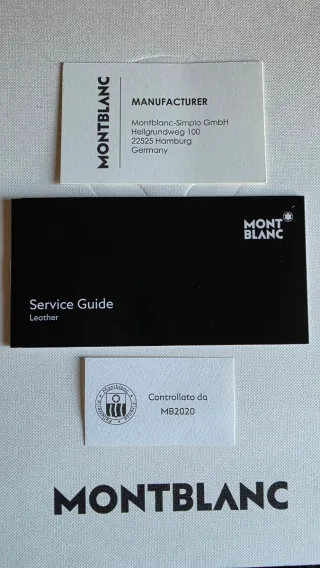 MONTBLANC
MANUFACTURER
Montblanc-Simplo GmbH
Hellgrundweg 100
22525 Hamburg
Germany
MONT
BLANC
Service Guide
Leather
Controllato da
MB2020
MONTBLANC